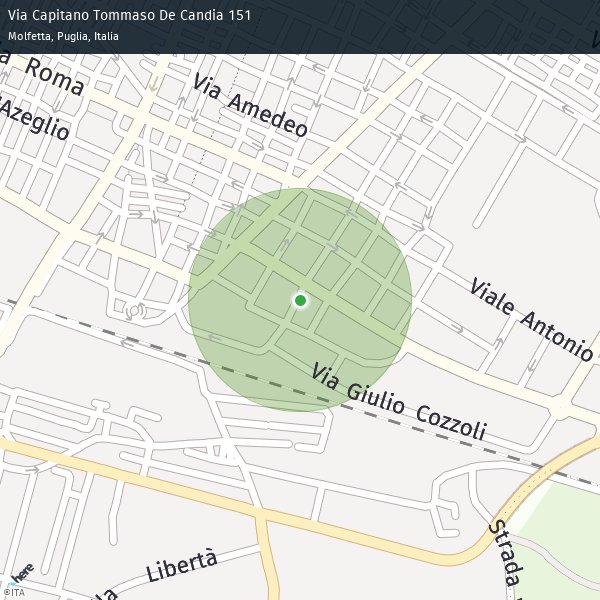 Via Capitano Tommaso De Candia 151
Molfetta, Puglia, Italia
Roma
Via Amedeo
Azeglio
Viale Antonio
Via Giulio Cozzoli
Strada
Libertà
here
©ITA